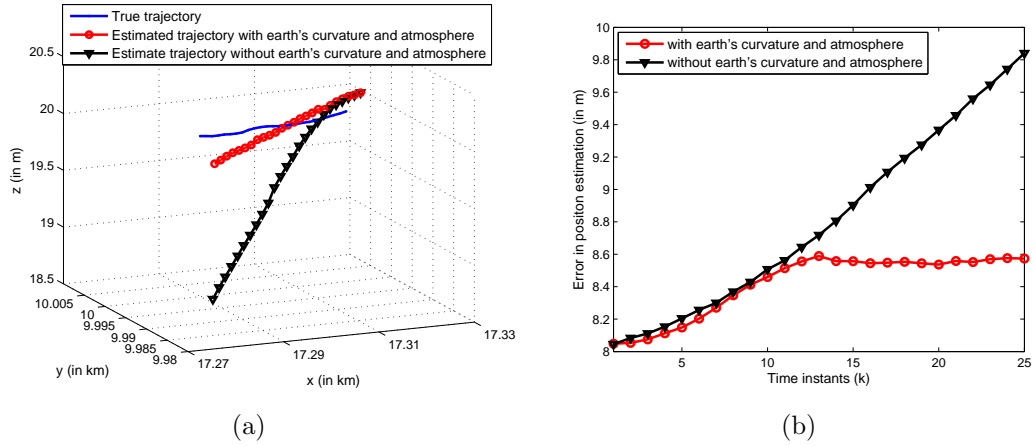 True trajectory
Estimated trajectory with earth's curvature and atmosphere
Estimate trajectory without earth's curvature and atmosphere
20.5
20
19.5
19
18.5
z (in m)
10.005
10
9.995
9.99
9.985
9.98
y (in km)
17.27
17.29
17.31
17.33
x (in km)
(a)
with earth's curvature and atmosphere
without earth's curvature and atmosphere
10
9.8
9.6
9.4
9.2
9
8.8
8.6
8.4
8.2
8
Error in positon estimation (in m)
5
10
15
20
25
Time instants (k)
(b)